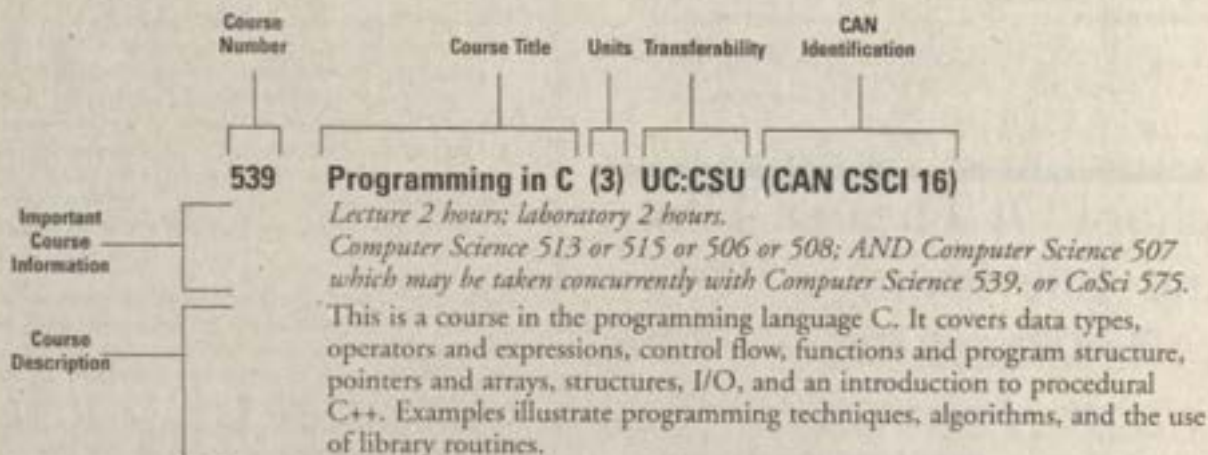 Course
Number
Course Title
Units
Transferability
CAN
Identification
539 Programming in C (3) UC:CSU (CAN CSCI 16)
Important
Course
Information
Lecture 2 hours; laboratory 2 hours.
Computer Science 513 or 515 or 506 or 508; AND Computer Science 507
which may be taken concurrently with Computer Science 539, or CoSci 575.
Course
Description
This is a course in the programming language C. It covers data types,
operators and expressions, control flow, functions and program structure,
pointers and arrays, structures, I/O, and an introduction to procedural
C++. Examples illustrate programming techniques, algorithms, and the use
of library routines.